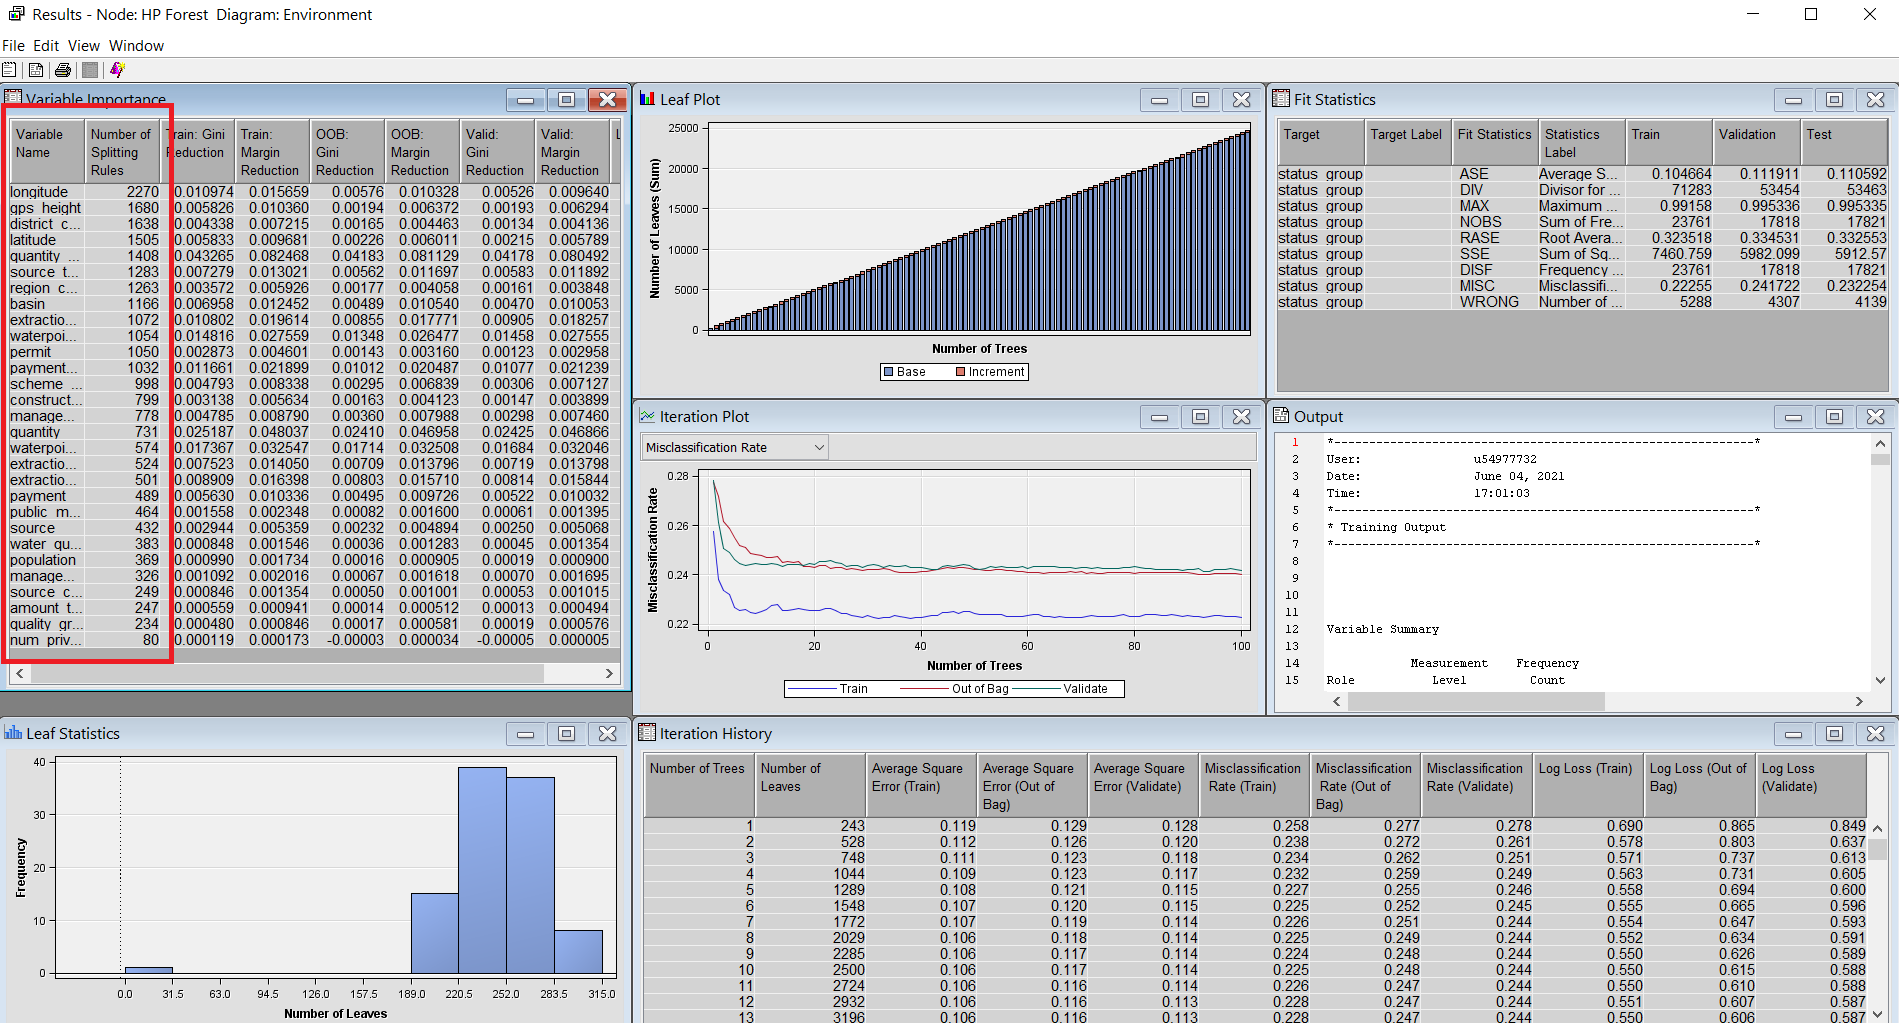 Results - Node: HP Forest  Diagram: Environment
File  Edit  View  Window
Variable Importance
Variable Name  Number of Splitting Rules  Train: Gini Reduction  Train: Margin Reduction  OOB: Gini Reduction  OOB: Margin Reduction  Valid: Gini Reduction  Valid: Margin Reduction  L
longitude 2270 0.010974 0.015659 0.00576 0.010328 0.00526 0.009640
gps_height 1680 0.005826 0.010360 0.00194 0.006372 0.00193 0.006294
district_c... 1638 0.004338 0.007215 0.00165 0.004463 0.00134 0.004136
latitude 1505 0.005833 0.009681 0.00226 0.006011 0.00215 0.005789
quantity_... 1408 0.043265 0.082468 0.04183 0.081129 0.04178 0.080492
source_t... 1283 0.007279 0.013021 0.00562 0.011697 0.00583 0.011892
region_c... 1263 0.003572 0.005926 0.00177 0.004058 0.00161 0.003848
basin 1166 0.006958 0.012452 0.00489 0.010540 0.00470 0.010053
extractio... 1072 0.010802 0.019614 0.00855 0.017771 0.00905 0.018257
waterpoi... 1054 0.014816 0.027559 0.01348 0.026477 0.01458 0.027555
permit 1050 0.002873 0.004601 0.00143 0.003160 0.00123 0.002958
payment... 1032 0.011661 0.021899 0.01012 0.020487 0.01077 0.021239
scheme_... 998 0.004793 0.008338 0.00295 0.006839 0.00306 0.007127
construct... 799 0.003138 0.005634 0.00163 0.004123 0.00147 0.003899
manage... 778 0.004785 0.008790 0.00360 0.007988 0.00298 0.007460
quantity 731 0.025187 0.048037 0.02410 0.046958 0.02425 0.046866
waterpoi... 574 0.017367 0.032547 0.01714 0.032508 0.01684 0.032046
extractio... 524 0.007523 0.014050 0.00709 0.013796 0.00719 0.013798
extractio... 501 0.008909 0.016398 0.00803 0.015710 0.00814 0.015844
payment 489 0.005630 0.010336 0.00495 0.009726 0.00522 0.010032
public_m... 464 0.001558 0.002348 0.00082 0.001600 0.00061 0.001395
source 432 0.002944 0.005359 0.00232 0.004894 0.00250 0.005068
water_qu... 383 0.000848 0.001546 0.00036 0.001283 0.00045 0.001354
population 369 0.000990 0.001734 0.00016 0.000905 0.00019 0.000900
manage... 326 0.001092 0.002016 0.00067 0.001618 0.00070 0.001695
source_c... 249 0.000846 0.001354 0.00050 0.001001 0.00053 0.001015
amount_t... 247 0.000559 0.000941 0.00014 0.000512 0.00013 0.000494
quality_gr... 234 0.000480 0.000846 0.00017 0.000581 0.00019 0.000576
num_priv... 80 0.000119 0.000173 -0.00003 0.000034 -0.00005 0.000005
Leaf Plot
Number of Leaves (Sum)
25000
20000
15000
10000
5000
0
Number of Trees
Base  Increment
Fit Statistics
Target  Target Label  Fit Statistics  Statistics Label  Train  Validation  Test
status_group ASE Average S... 0.104664 0.111911 0.110592
status_group DIV Divisor for ... 71283 53454 53463
status_group MAX Maximum ... 0.99158 0.995336 0.995335
status_group NOBS Sum of Fre... 23761 17818 17821
status_group RASE Root Avera... 0.323518 0.334531 0.332553
status_group SSE Sum of Sq... 7460.759 5982.099 5912.57
status_group DISF Frequency ... 23761 17818 17821
status_group MISC Misclassifi... 0.22255 0.241722 0.232254
status_group WRONG Number of ... 5288 4307 4139
Iteration Plot
Misclassification Rate
Misclassification Rate
0.28
0.26
0.24
0.22
0 20 40 60 80 100
Number of Trees
Train  Out of Bag  Validate
Output
1 *------------------------------------------------------------*
2 User: u54977732
3 Date: June 04, 2021
4 Time: 17:01:03
5 *------------------------------------------------------------*
6 * Training Output
7 *------------------------------------------------------------*
8
9
10
11
12 Variable Summary
13
14 Measurement Frequency
15 Role Level Count
Leaf Statistics
Frequency
40
30
20
10
0
0.0 31.5 63.0 94.5 126.0 157.5 189.0 220.5 252.0 283.5 315.0
Number of Leaves
Iteration History
Number of Trees  Number of Leaves  Average Square Error (Train)  Average Square Error (Out of Bag)  Average Square Error (Validate)  Misclassification Rate (Train)  Misclassification Rate (Out of Bag)  Misclassification Rate (Validate)  Log Loss (Train)  Log Loss (Out of Bag)  Log Loss (Validate)
1 243 0.119 0.129 0.128 0.258 0.277 0.278 0.690 0.865 0.849
2 528 0.112 0.126 0.120 0.238 0.272 0.261 0.578 0.803 0.637
3 748 0.111 0.123 0.118 0.234 0.262 0.251 0.571 0.737 0.613
4 1044 0.109 0.123 0.117 0.232 0.259 0.249 0.563 0.731 0.605
5 1289 0.108 0.121 0.115 0.227 0.255 0.246 0.558 0.694 0.600
6 1548 0.107 0.120 0.115 0.225 0.252 0.245 0.555 0.665 0.596
7 1772 0.107 0.119 0.114 0.226 0.251 0.244 0.554 0.647 0.593
8 2029 0.106 0.118 0.114 0.225 0.249 0.244 0.552 0.634 0.591
9 2285 0.106 0.117 0.114 0.224 0.248 0.244 0.550 0.626 0.589
10 2500 0.106 0.117 0.114 0.225 0.248 0.244 0.550 0.615 0.588
11 2724 0.106 0.116 0.114 0.226 0.247 0.244 0.550 0.610 0.588
12 2932 0.106 0.116 0.113 0.228 0.247 0.244 0.551 0.607 0.587
13 3196 0.106 0.116 0.113 0.228 0.247 0.244 0.550 0.606 0.587